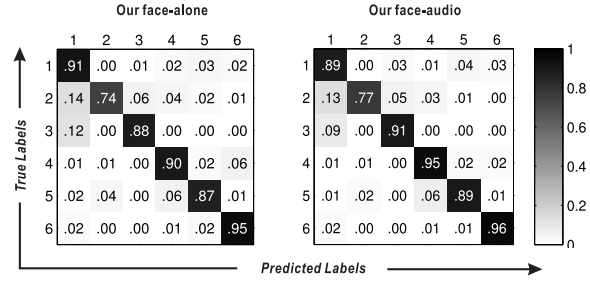 Our face-alone
Our face-audio
1 2 3 4 5 6
1 2 3 4 5 6
1 .91 .00 .01 .02 .03 .02
2 .14 .74 .06 .04 .02 .01
3 .12 .00 .88 .00 .00 .00
4 .01 .01 .00 .90 .02 .06
5 .02 .04 .00 .06 .87 .01
6 .02 .00 .00 .01 .02 .95
1 .89 .00 .03 .01 .04 .03
2 .13 .77 .05 .03 .01 .00
3 .09 .00 .91 .00 .00 .00
4 .01 .01 .00 .95 .02 .02
5 .01 .02 .00 .06 .89 .01
6 .02 .00 .00 .01 .01 .96
1
0.8
0.6
0.4
0.2
0
True Labels
Predicted Labels